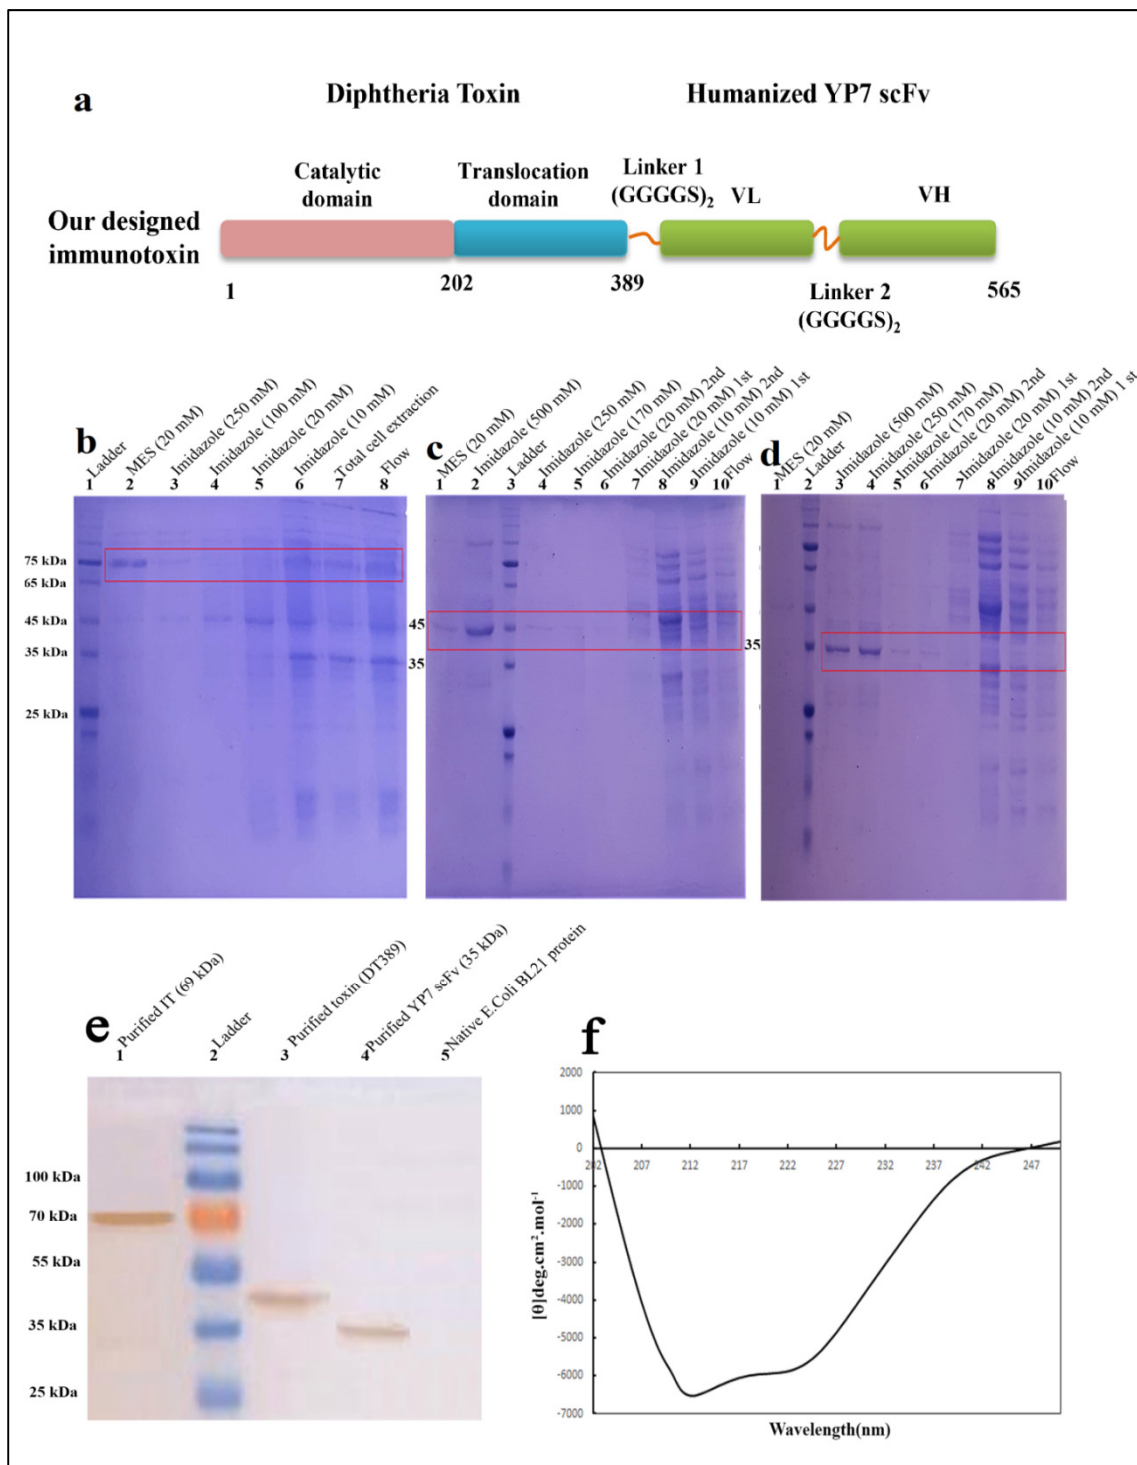 a
Diphtheria Toxin
Humanized YP7 scFv
Catalytic
domain
Translocation
domain
Linker 1
(GGGGS)2
VL
VH
Our designed
immunotoxin
1
202
389
565
Linker 2
(GGGGS)2
b
Ladder
MES (20 mM)
Imidazole (250 mM)
Imidazole (100 mM)
Imidazole (20 mM)
Imidazole (10 mM)
Total cell extraction
Flow
1 2 3 4 5 6 7 8
75 kDa
65 kDa
45 kDa
35 kDa
25 kDa
c
MES (20 mM)
Imidazole (500 mM)
Ladder
Imidazole (250 mM)
Imidazole (170 mM)
Imidazole (20 mM) 2nd
Imidazole (20 mM) 1st
Imidazole (10 mM) 2nd
Imidazole (10 mM) 1st
Flow
1 2 3 4 5 6 7 8 9 10
45
35
d
MES (20 mM)
Ladder
Imidazole (500 mM)
Imidazole (250 mM)
Imidazole (170 mM)
Imidazole (20 mM) 2nd
Imidazole (20 mM) 1st
Imidazole (10 mM) 2nd
Imidazole (10 mM) 1 st
Flow
1 2 3 4 5 6 7 8 9 10
35
e
Purified IT (69 kDa)
Ladder
Purified toxin (DT389)
Purified YP7 scFv (35 kDa)
Native E.Coli BL21 protein
1 2 3 4 5
100 kDa
70 kDa
55 kDa
35 kDa
25 kDa
f
2000
1000
0
-1000
-2000
-3000
-4000
-5000
-6000
-7000
202 207 212 217 222 227 232 237 242 247
[θ]deg.cm².mol⁻¹
Wavelength(nm)